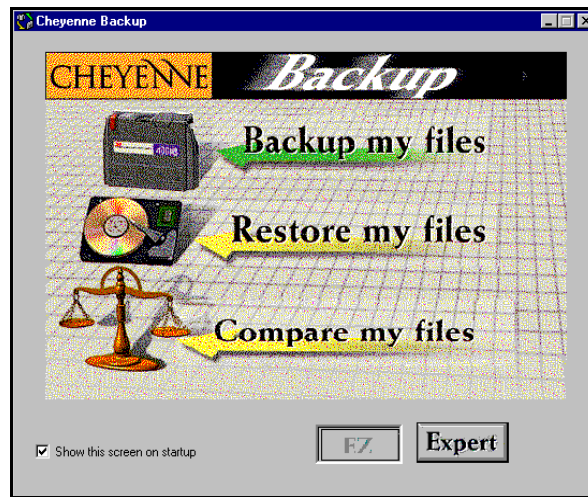 Cheyenne Backup
CHEYENNE Backup
Backup my files
Restore my files
Compare my files
Show this screen on startup
EZ Expert